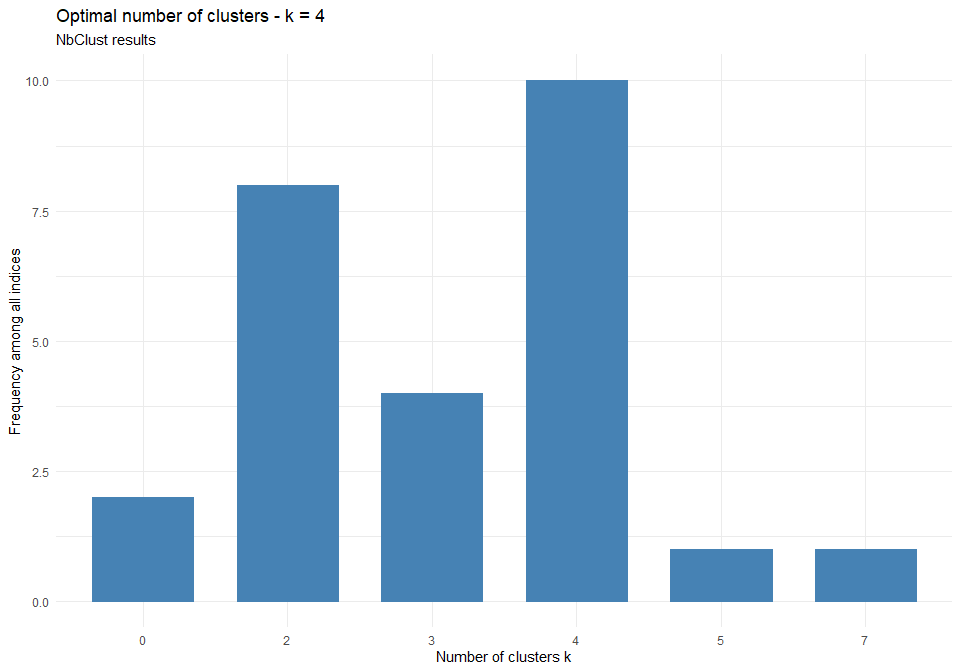 Optimal number of clusters - k = 4
NbClust results
Frequency among all indices
10.0
7.5
5.0
2.5
0.0
0 2 3 4 5 7
Number of clusters k